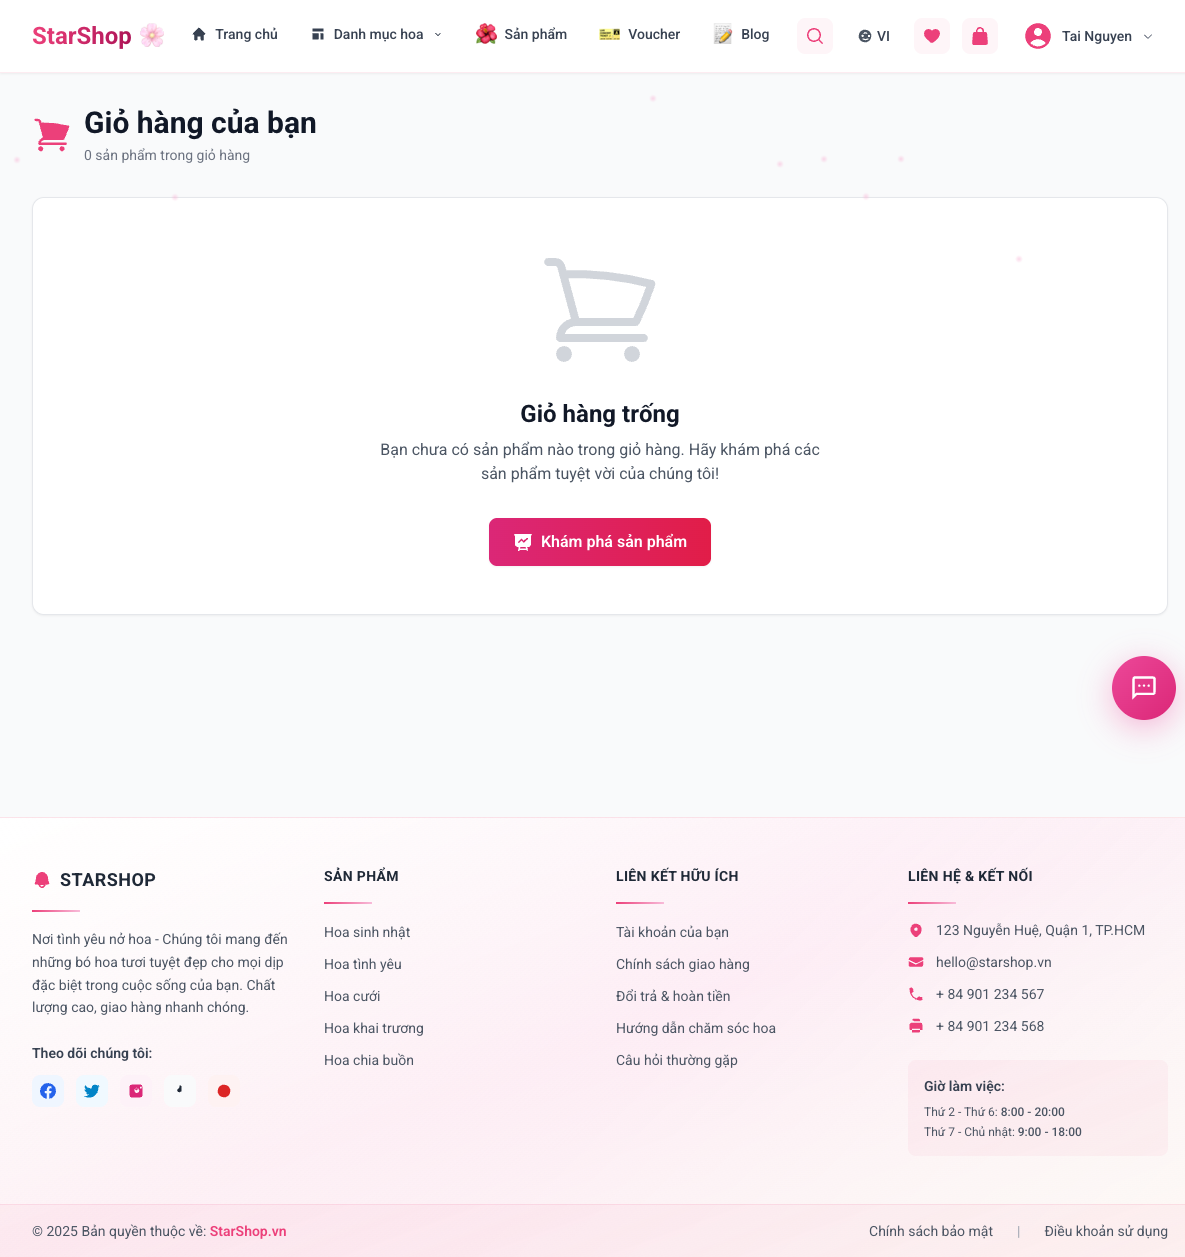 StarShop
Trang chủ
Danh mục hoa
Sản phẩm
Voucher
Blog
VI
Tai Nguyen
Giỏ hàng của bạn
0 sản phẩm trong giỏ hàng
Giỏ hàng trống
Bạn chưa có sản phẩm nào trong giỏ hàng. Hãy khám phá các
sản phẩm tuyệt vời của chúng tôi!
Khám phá sản phẩm
STARSHOP
Nơi tình yêu nở hoa - Chúng tôi mang đến
những bó hoa tươi tuyệt đẹp cho mọi dịp
đặc biệt trong cuộc sống của bạn. Chất
lượng cao, giao hàng nhanh chóng.
Theo dõi chúng tôi:
SẢN PHẨM
Hoa sinh nhật
Hoa tình yêu
Hoa cưới
Hoa khai trương
Hoa chia buồn
LIÊN KẾT HỮU ÍCH
Tài khoản của bạn
Chính sách giao hàng
Đổi trả & hoàn tiền
Hướng dẫn chăm sóc hoa
Câu hỏi thường gặp
LIÊN HỆ & KẾT NỐI
123 Nguyễn Huệ, Quận 1, TP.HCM
hello@starshop.vn
+ 84 901 234 567
+ 84 901 234 568
Giờ làm việc:
Thứ 2 - Thứ 6: 8:00 - 20:00
Thứ 7 - Chủ nhật: 9:00 - 18:00
© 2025 Bản quyền thuộc về: StarShop.vn
Chính sách bảo mật | Điều khoản sử dụng